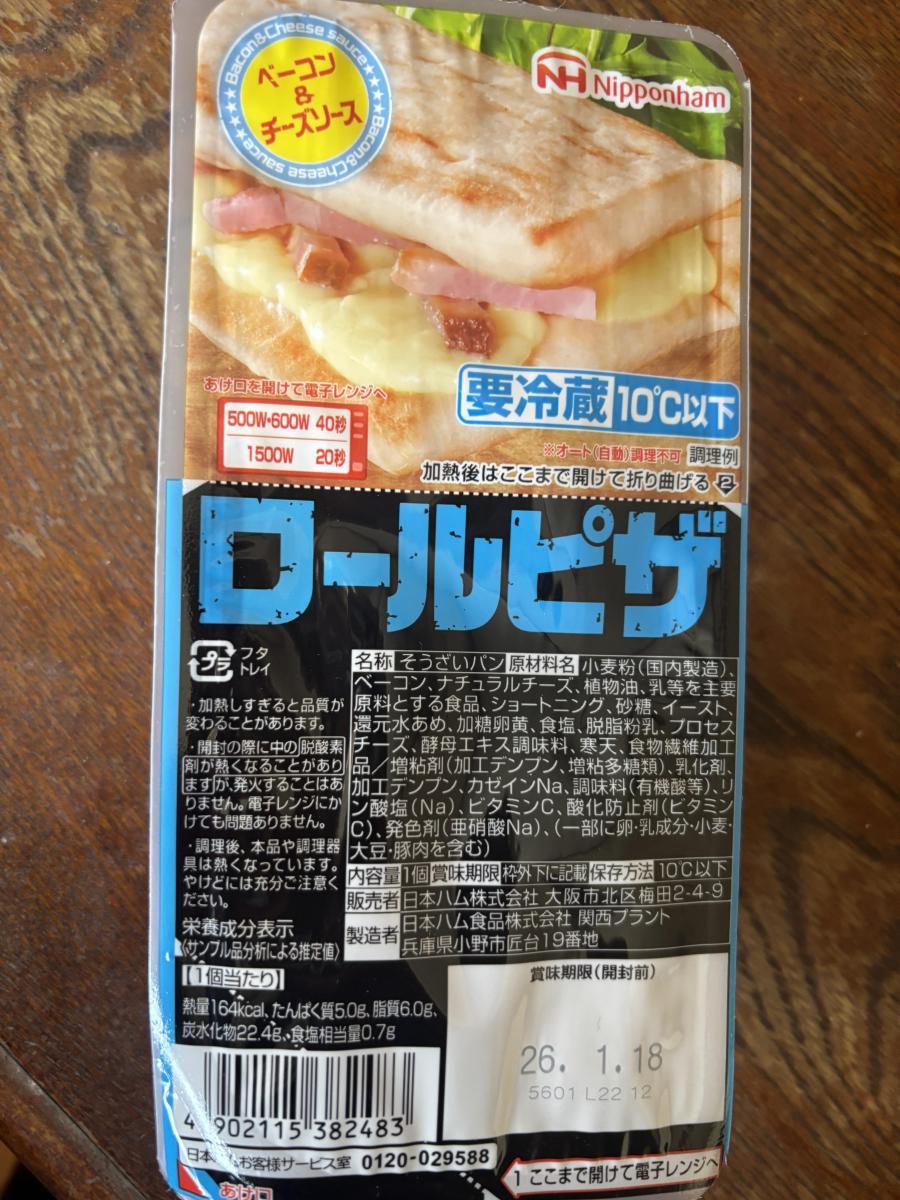 Bacon&Cheese sauce★★★★★Bacon&Cheese sauce★★★★★
ベーコン
&
チーズソース
NH Nipponham
あけ口を開けて電子レンジへ
500W・600W 40秒
1500W 20秒
要冷蔵 10℃以下
※オート(自動)調理不可 調理例
加熱後はここまで開けて折り曲げる 2
ロールピザ
プラ
フタ
トレイ
・加熱しすぎると品質が
変わることがあります。
・開封の際に中の脱酸素
剤が熱くなることがあり
ますが、発火することはあ
りません。電子レンジにか
けても問題ありません。
・調理後、本品や調理器
具は熱くなっています。
やけどには充分ご注意く
ださい。
栄養成分表示
〈サンプル品分析による推定値〉
【1個当たり】
熱量164kcal、たんぱく質5.0g、脂質6.0g、
炭水化物22.4g、食塩相当量0.7g
名称 そうざいパン 原材料名 小麦粉(国内製造)、
ベーコン、ナチュラルチーズ、植物油、乳等を主要
原料とする食品、ショートニング、砂糖、イースト、
還元水あめ、加糖卵黄、食塩、脱脂粉乳、プロセス
チーズ、酵母エキス調味料、寒天、食物繊維加工
品/増粘剤(加工デンプン、増粘多糖類)、乳化剤、
加工デンプン、カゼインNa、調味料(有機酸等)、リ
ン酸塩(Na)、ビタミンC、酸化防止剤(ビタミン
C)、発色剤(亜硝酸Na)、(一部に卵・乳成分・小麦・
大豆・豚肉を含む)
内容量 1個 賞味期限 枠外下に記載 保存方法 10℃以下
販売者 日本ハム株式会社 大阪市北区梅田2-4-9
製造者 日本ハム食品株式会社 関西プラント
兵庫県小野市匠台19番地
賞味期限(開封前)
26. 1.18
5601 L22 12
4 902115 382483
日本 お客様サービス室 0120-029588
1 ここまで開けて電子レンジへ
あけ口